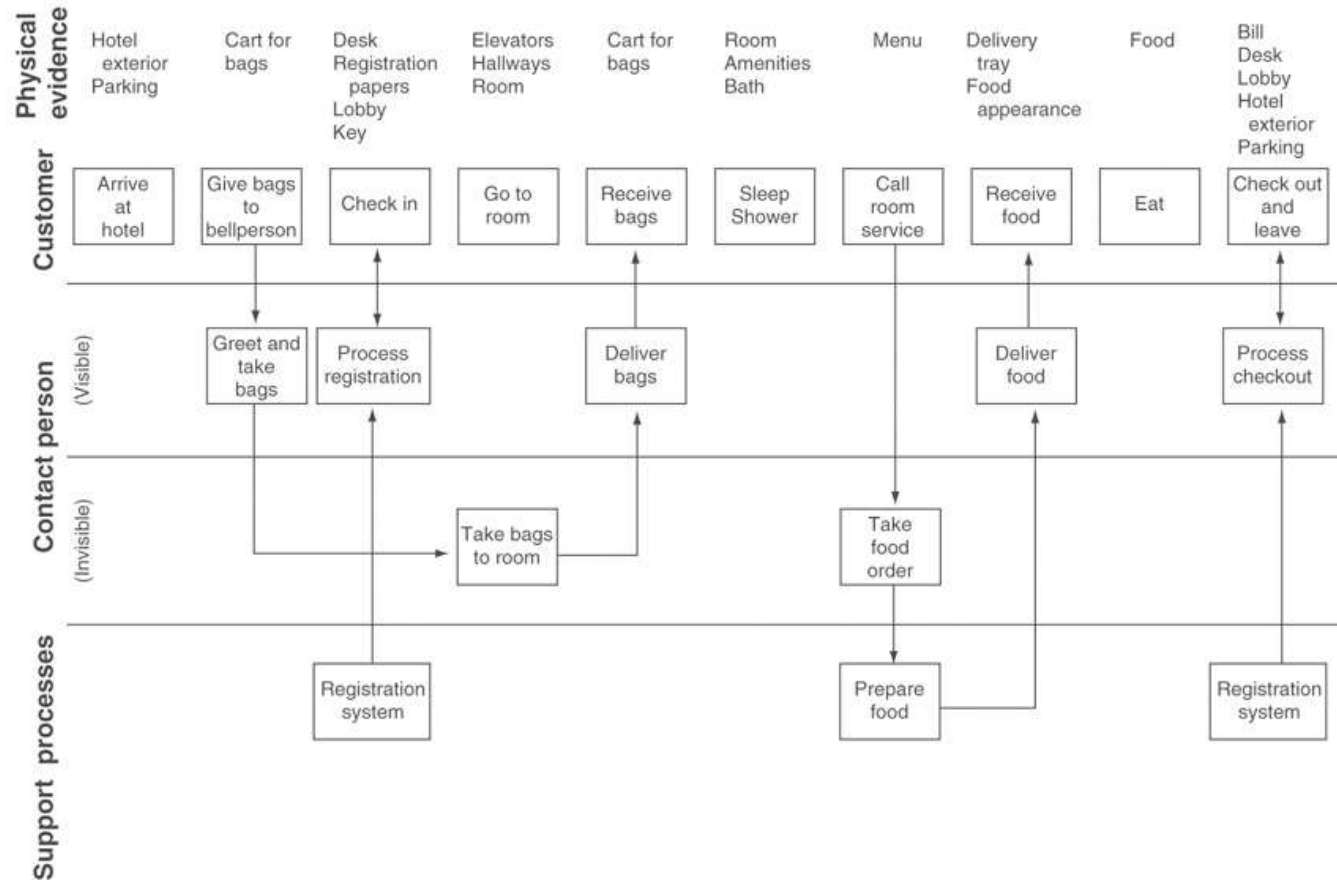 Physical
evidence
Hotel
exterior
Parking
Cart for
bags
Desk
Registration
papers
Lobby
Key
Elevators
Hallways
Room
Cart for
bags
Room
Amenities
Bath
Menu
Delivery
tray
Food
appearance
Food
Bill
Desk
Lobby
Hotel
exterior
Parking
Customer
Arrive
at
hotel
Give bags
to
bellperson
Check in
Go to
room
Receive
bags
Sleep
Shower
Call
room
service
Receive
food
Eat
Check out
and
leave
Contact person
(Visible)
Greet and
take
bags
Process
registration
Deliver
bags
Deliver
food
Process
checkout
(Invisible)
Take bags
to room
Take
food
order
Support processes
Registration
system
Prepare
food
Registration
system